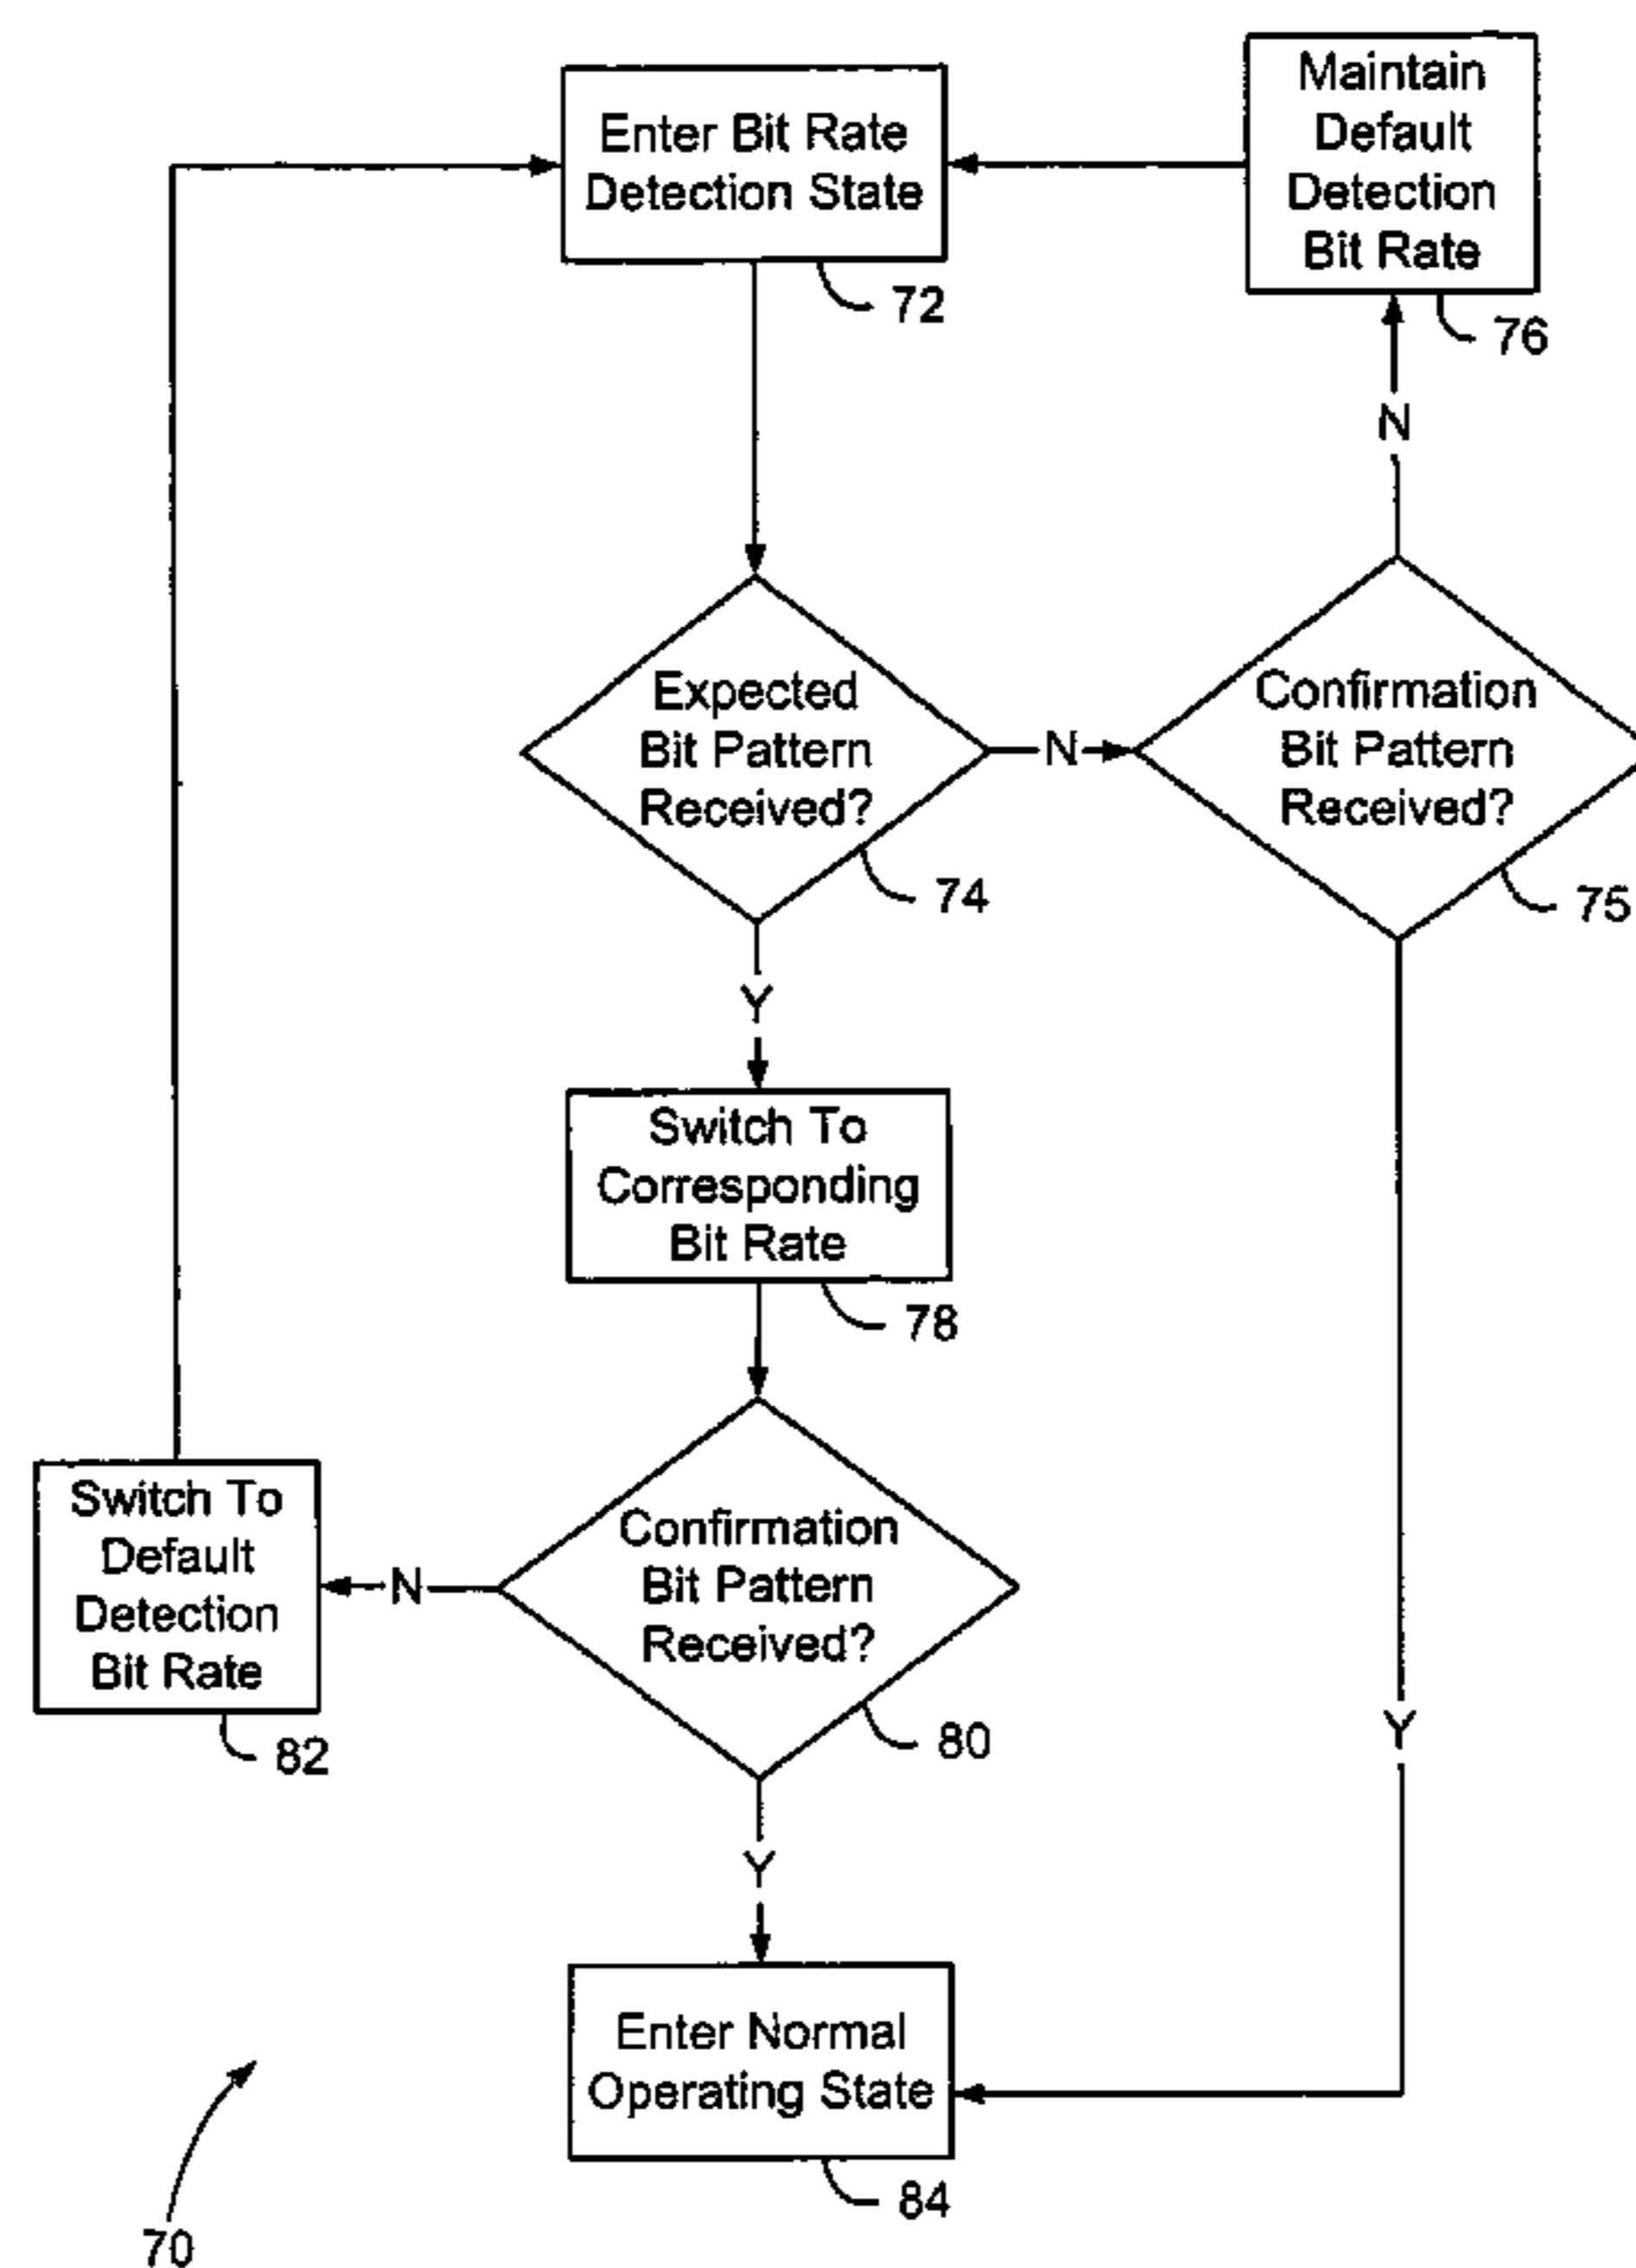 Enter Bit Rate
Detection State
72
Maintain
Default
Detection
Bit Rate
76
N
Expected
Bit Pattern
Received?
74
N
Confirmation
Bit Pattern
Received?
75
Y
Switch To
Corresponding
Bit Rate
78
Switch To
Default
Detection
Bit Rate
82
N
Confirmation
Bit Pattern
Received?
80
Y
Y
Enter Normal
Operating State
84
70